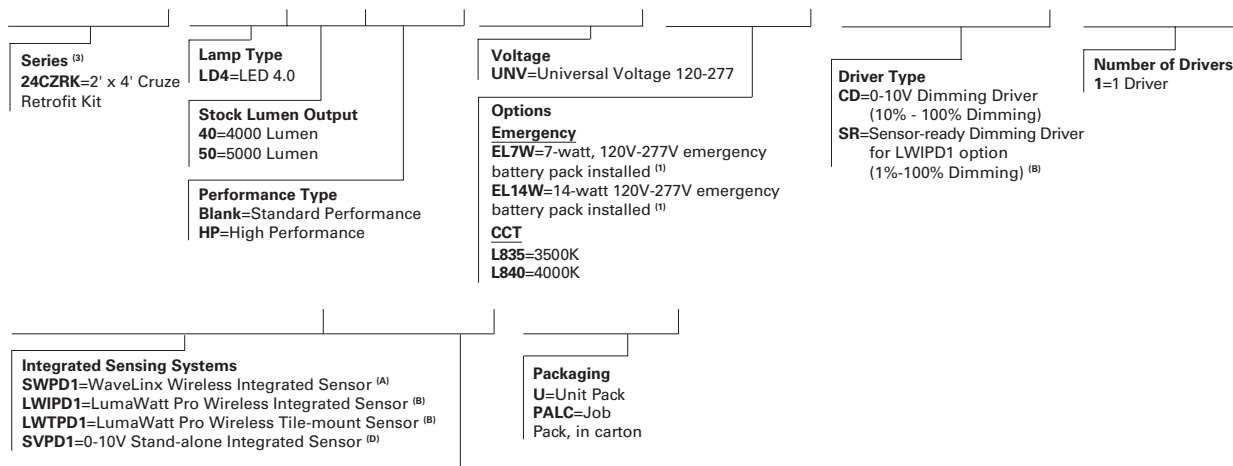 Series (3)
24CZRK=2' x 4' Cruze
Retrofit Kit
Lamp Type
LD4=LED 4.0
Stock Lumen Output
40=4000 Lumen
50=5000 Lumen
Performance Type
Blank=Standard Performance
HP=High Performance
Voltage
UNV=Universal Voltage 120-277
Options
Emergency
EL7W=7-watt, 120V-277V emergency
battery pack installed (1)
EL14W=14-watt 120V-277V emergency
battery pack installed (1)
CCT
L835=3500K
L840=4000K
Driver Type
CD=0-10V Dimming Driver
(10% - 100% Dimming)
SR=Sensor-ready Dimming Driver
for LWIPD1 option
(1%-100% Dimming) (B)
Number of Drivers
1=1 Driver
Integrated Sensing Systems
SWPD1=WaveLinx Wireless Integrated Sensor (A)
LWIPD1=LumaWatt Pro Wireless Integrated Sensor (B)
LWTPD1=LumaWatt Pro Wireless Tile-mount Sensor (B)
SVPD1=0-10V Stand-alone Integrated Sensor (D)
Packaging
U=Unit Pack
PALC=Job
Pack, in carton